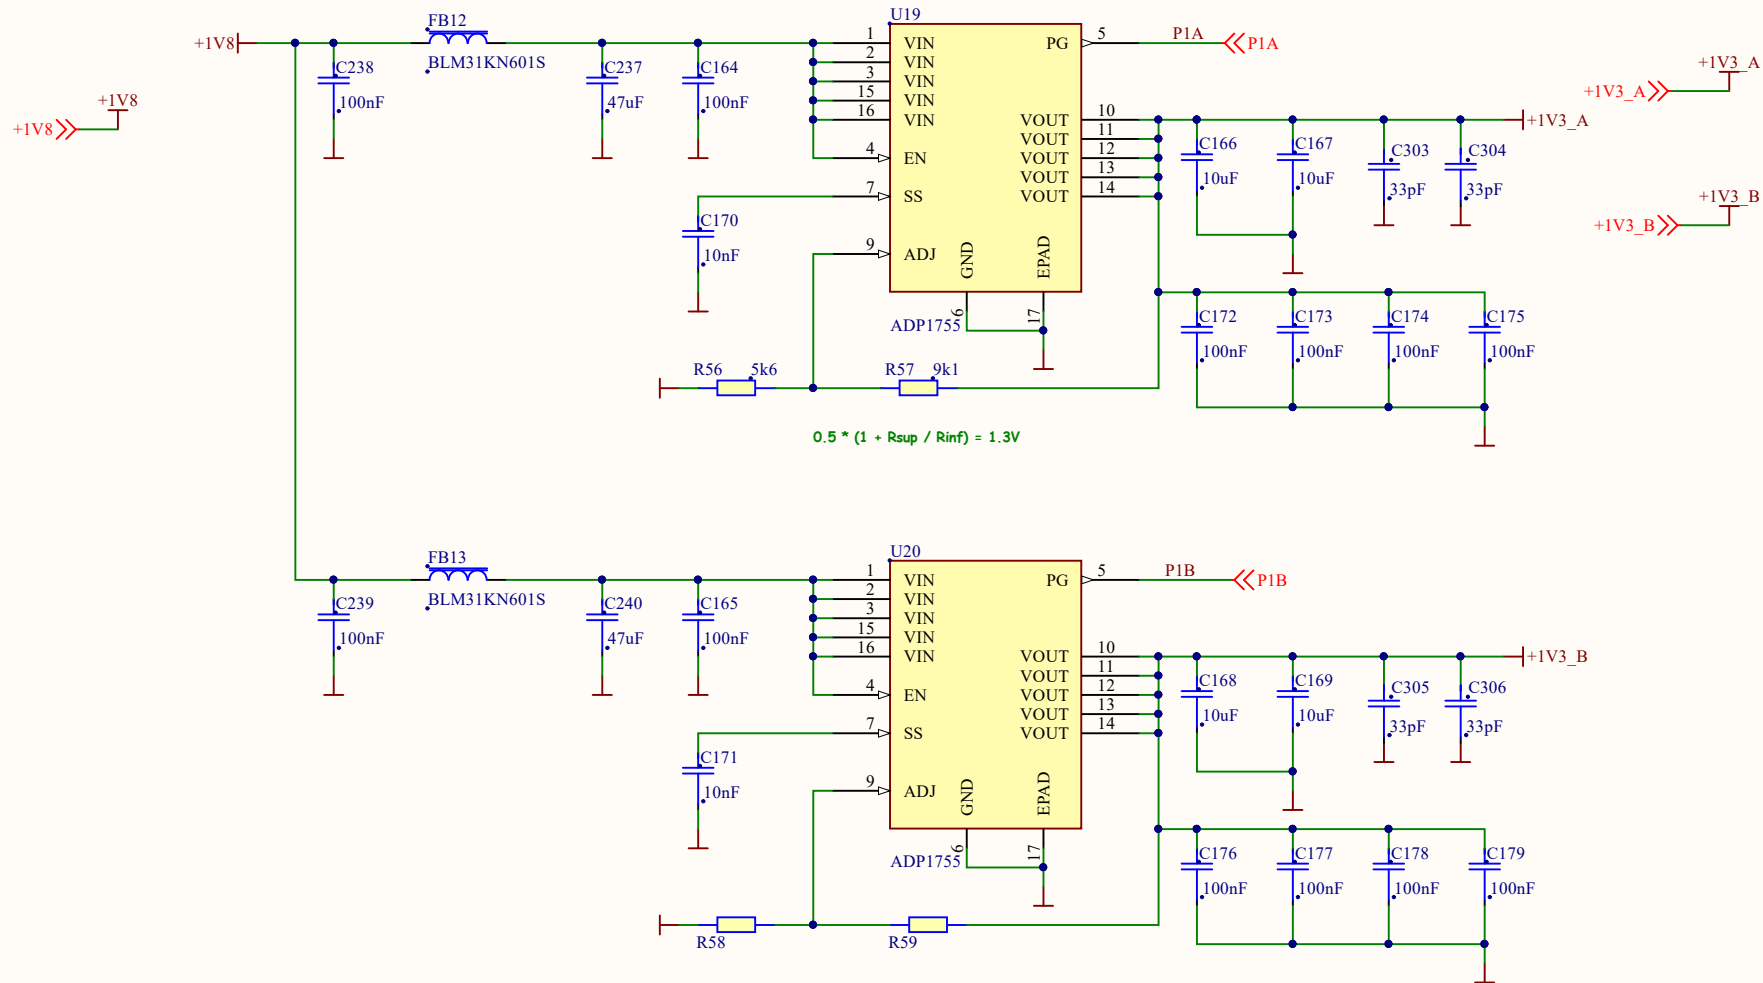 +1V8
+1V8
+1V8
FB12
BLM31KN601S
C238
100nF
C237
47uF
C164
100nF
U19
1 VIN
2 VIN
3 VIN
15 VIN
16 VIN
4 EN
7 SS
9 ADJ
PG 5
VOUT 10
VOUT 11
VOUT 12
VOUT 13
VOUT 14
GND
6
EPAD
17
ADP1755
P1A
P1A
C170
10nF
R56 5k6
R57 9k1
C166
10uF
C167
10uF
C303
33pF
C304
33pF
+1V3_A
C172
100nF
C173
100nF
C174
100nF
C175
100nF
+1V3_A
+1V3_A
+1V3_B
+1V3_B
0.5 * (1 + Rsup / Rinf) = 1.3V
FB13
BLM31KN601S
C239
100nF
C240
47uF
C165
100nF
U20
1 VIN
2 VIN
3 VIN
15 VIN
16 VIN
4 EN
7 SS
9 ADJ
PG 5
VOUT 10
VOUT 11
VOUT 12
VOUT 13
VOUT 14
GND
6
EPAD
17
ADP1755
P1B
P1B
C171
10nF
R58
R59
C168
10uF
C169
10uF
C305
33pF
C306
33pF
+1V3_B
C176
100nF
C177
100nF
C178
100nF
C179
100nF